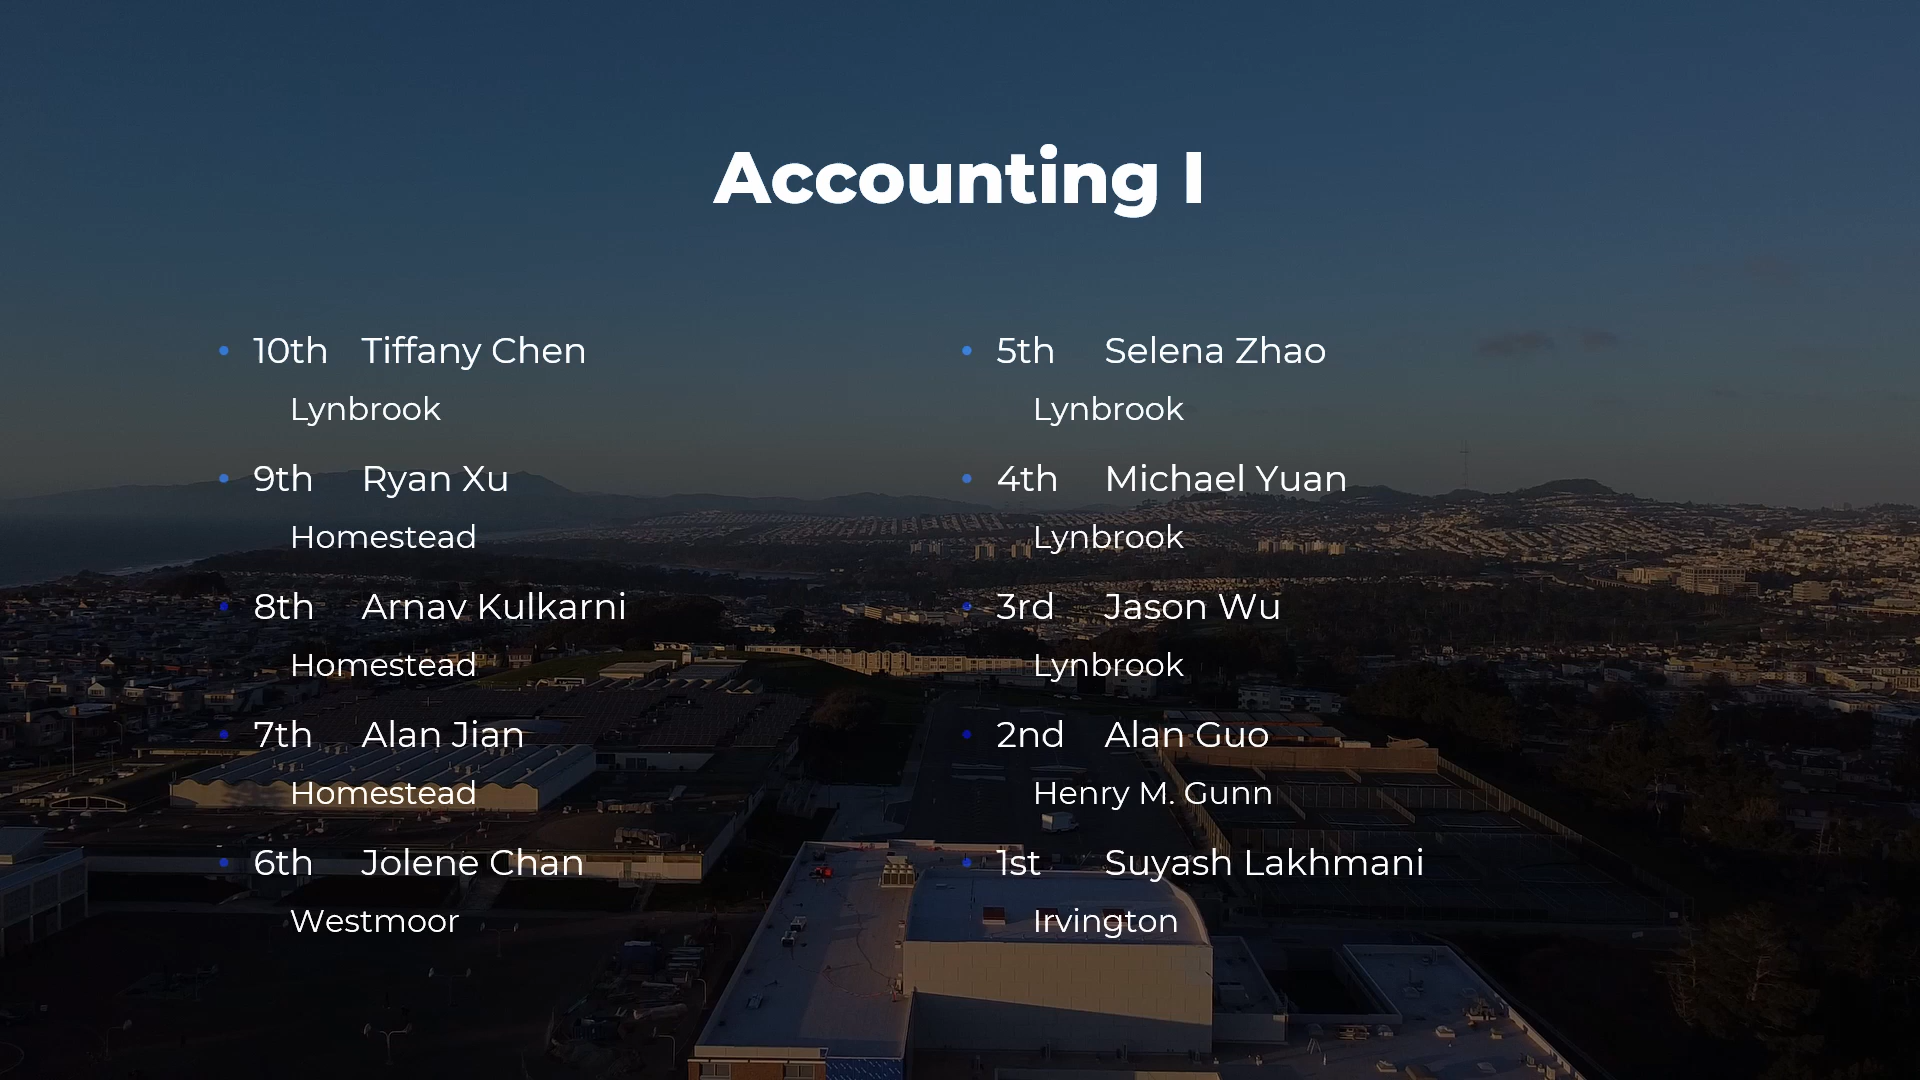 Accounting I
• 10th Tiffany Chen
Lynbrook
• 9th Ryan Xu
Homestead
• 8th Arnav Kulkarni
Homestead
• 7th Alan Jian
Homestead
• 6th Jolene Chan
Westmoor
• 5th Selena Zhao
Lynbrook
• 4th Michael Yuan
Lynbrook
• 3rd Jason Wu
Lynbrook
• 2nd Alan Guo
Henry M. Gunn
• 1st Suyash Lakhmani
Irvington